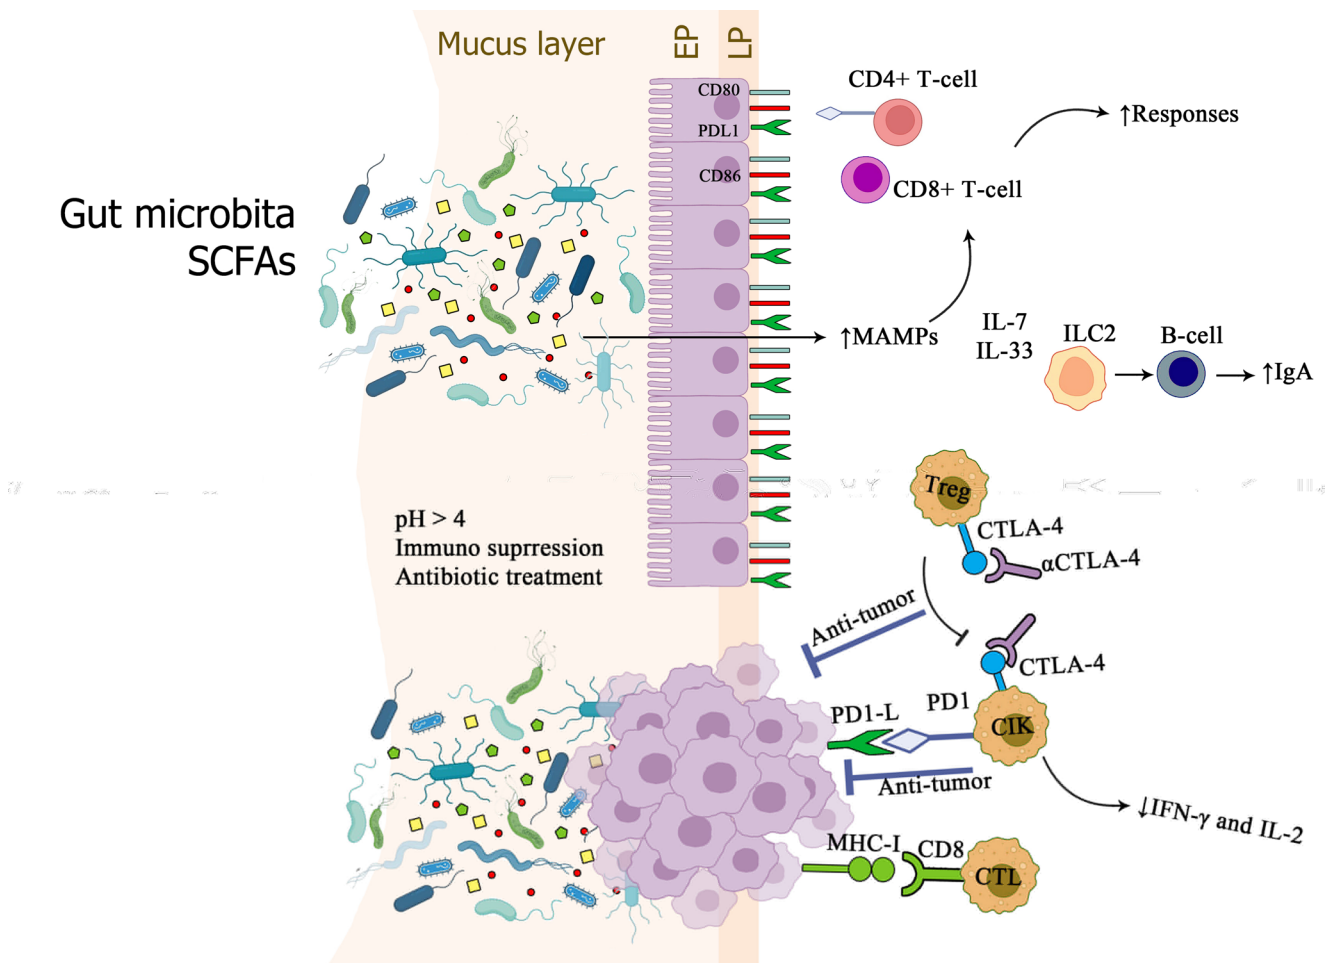 Mucus layer
EP
LP
CD80
PDL1
CD86
CD4+ T-cell
CD8+ T-cell
↑Responses
Gut microbita
SCFAs
↑MAMPs
IL-7
IL-33
ILC2
B-cell
↑IgA
pH > 4
Immuno suprression
Antibiotic treatment
Treg
CTLA-4
αCTLA-4
Anti-tumor
CTLA-4
PD1-L
PD1
CIK
Anti-tumor
↓IFN-γ and IL-2
MHC-I
CD8
CTL